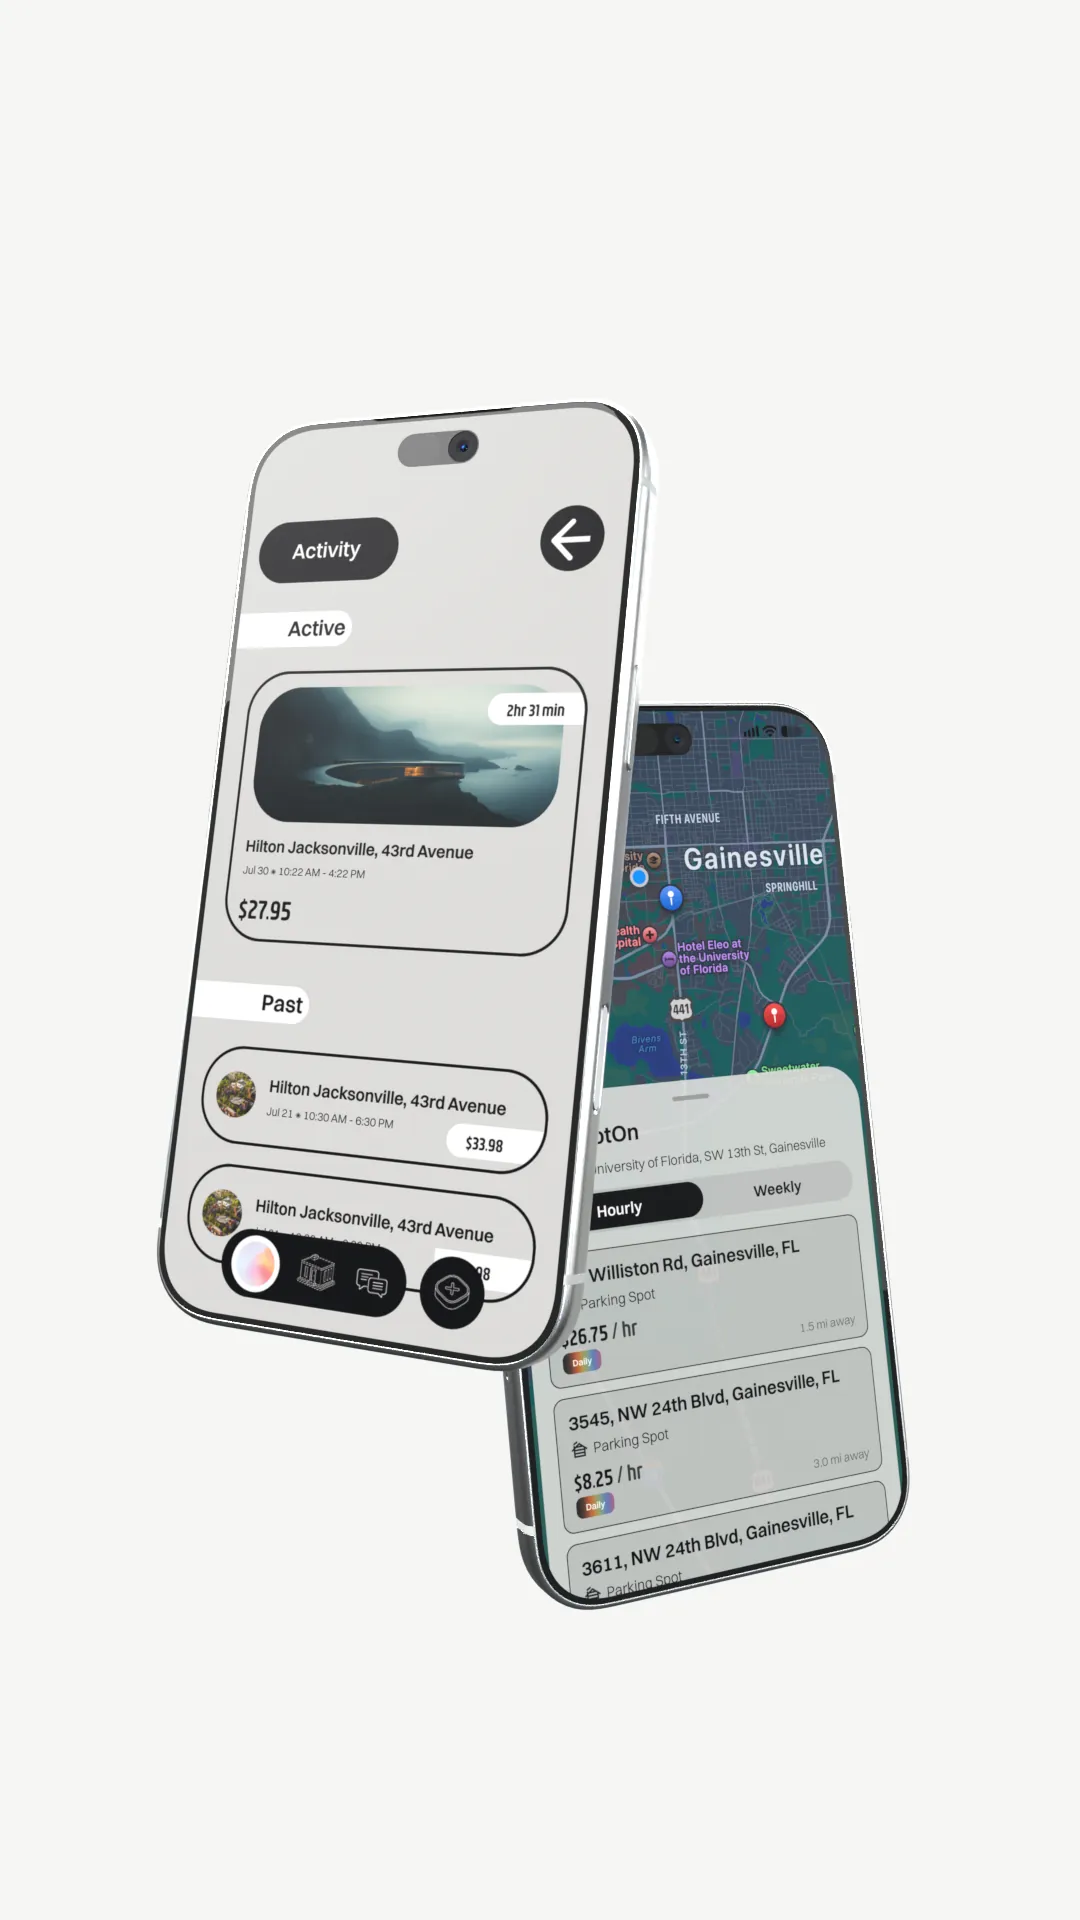 Activity
Active
2hr 31 min
Hilton Jacksonville, 43rd Avenue
Jul 30 • 10:22 AM - 4:22 PM
$27.95
Past
Hilton Jacksonville, 43rd Avenue
Jul 21 • 10:30 AM - 6:30 PM
$33.98
Hilton Jacksonville, 43rd Avenue
98
FIFTH AVENUE
Gainesville
SPRINGHILL
Hotel Eleo at
the University
of Florida
441
Bivens
Arm
13TH ST
Sweetwater
otOn
University of Florida, SW 13th St, Gainesville
Hourly
Weekly
Williston Rd, Gainesville, FL
Parking Spot
$26.75 / hr
1.5 mi away
Daily
3545, NW 24th Blvd, Gainesville, FL
Parking Spot
$8.25 / hr
3.0 mi away
Daily
3611, NW 24th Blvd, Gainesville, FL
Parking Spot